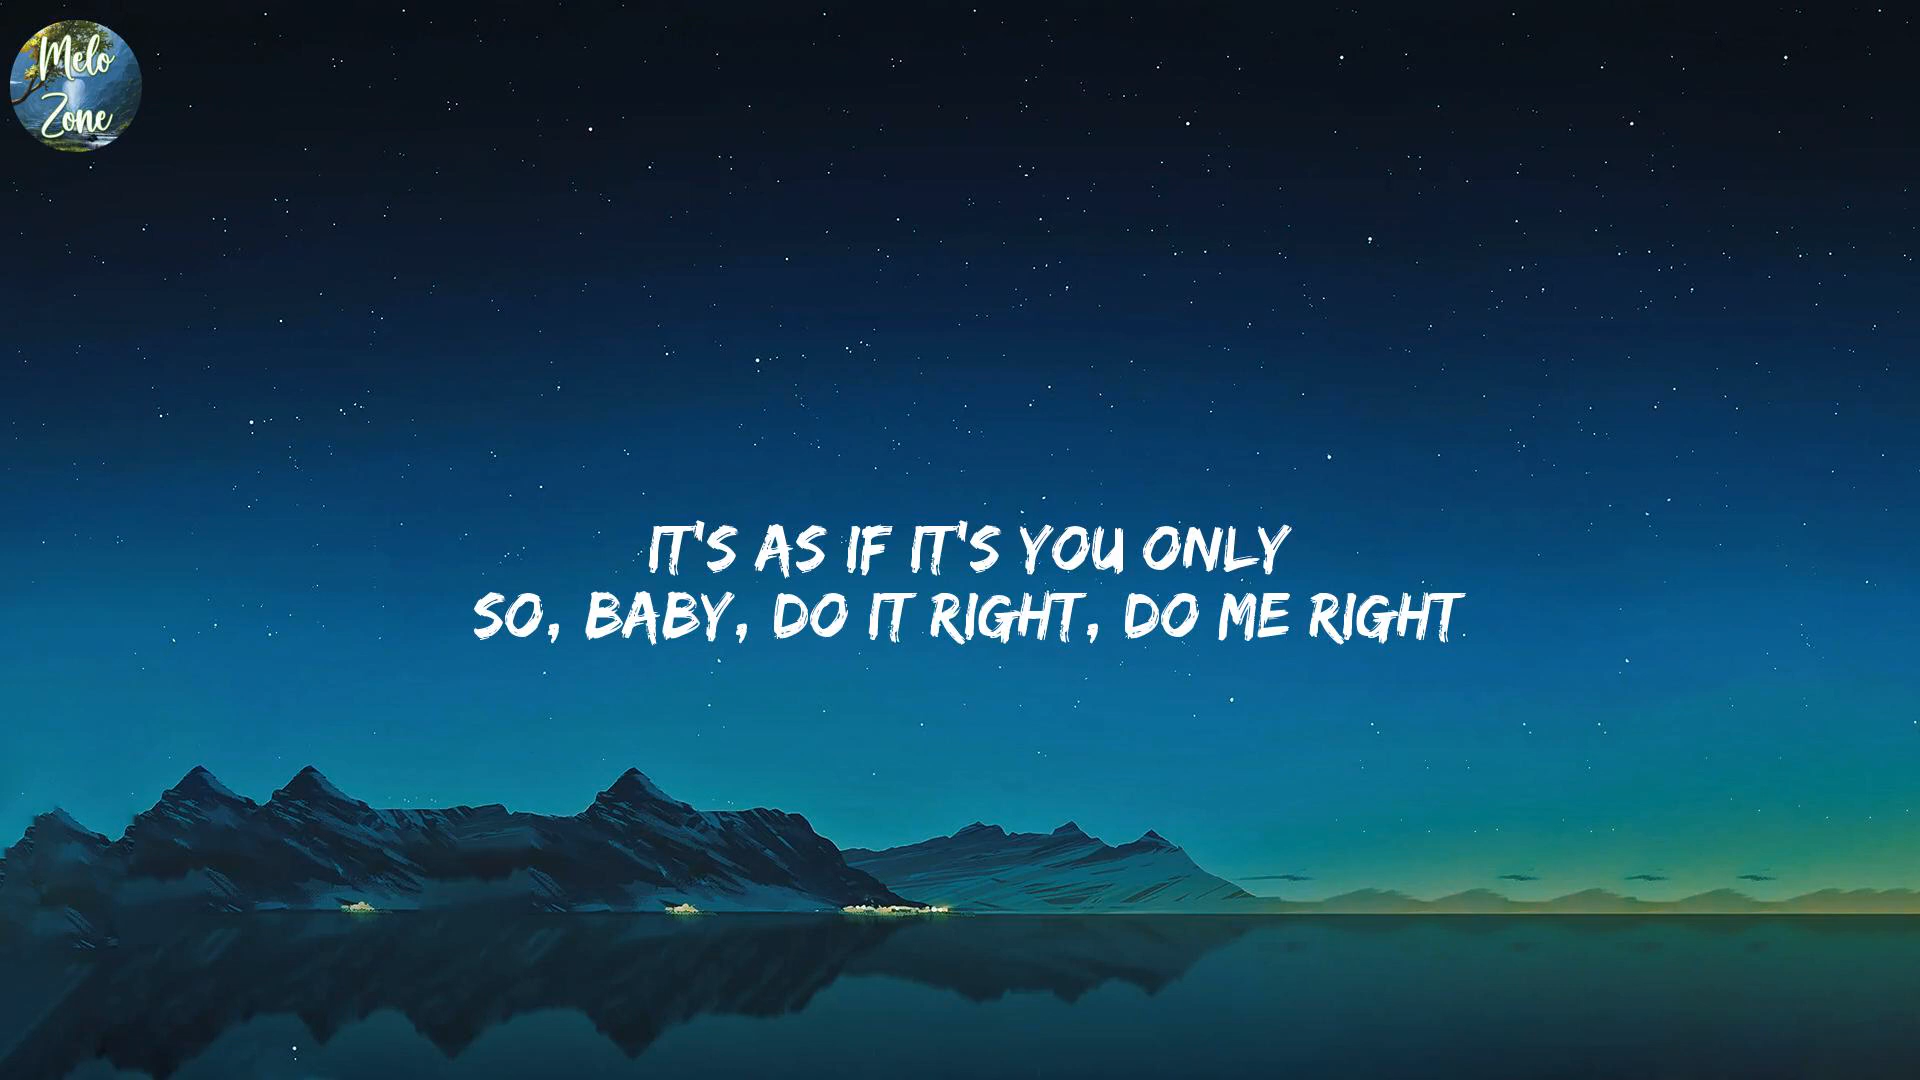 Melo
Zone
IT'S AS IF IT'S YOU ONLY
SO, BABY, DO IT RIGHT, DO ME RIGHT